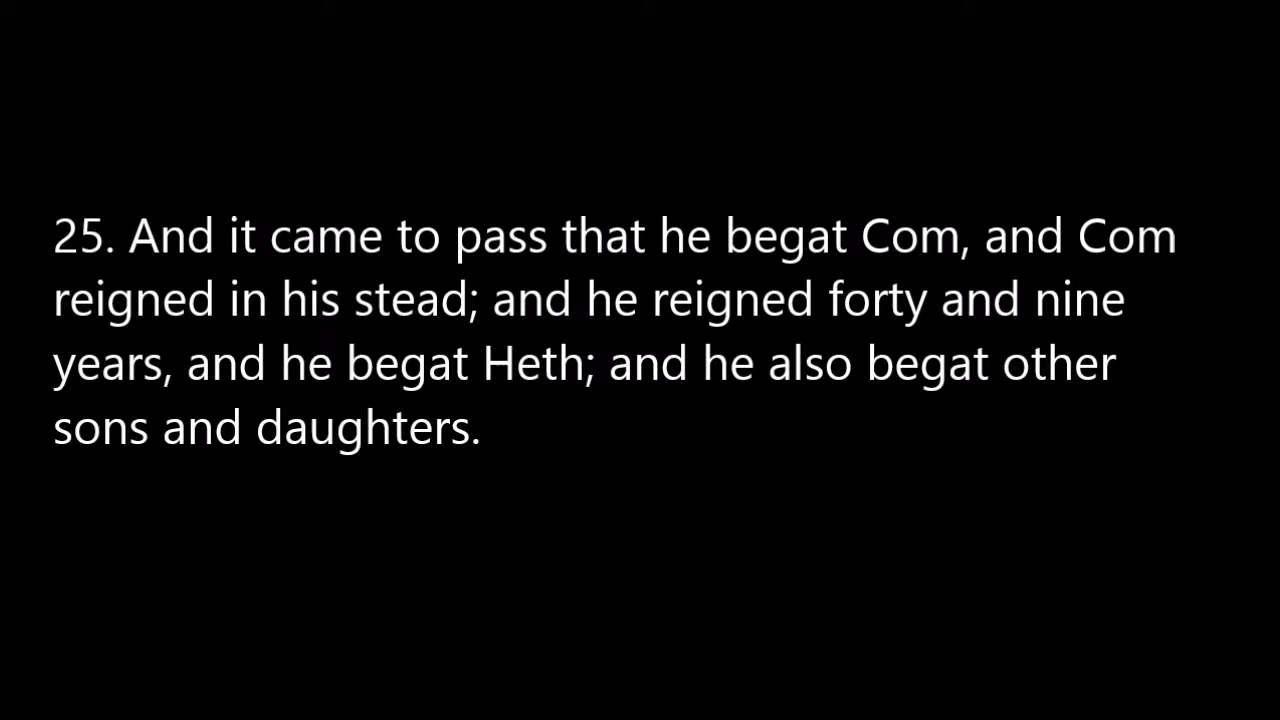 25. And it came to pass that he begat Com, and Com
reigned in his stead; and he reigned forty and nine
years, and he begat Heth; and he also begat other
sons and daughters.